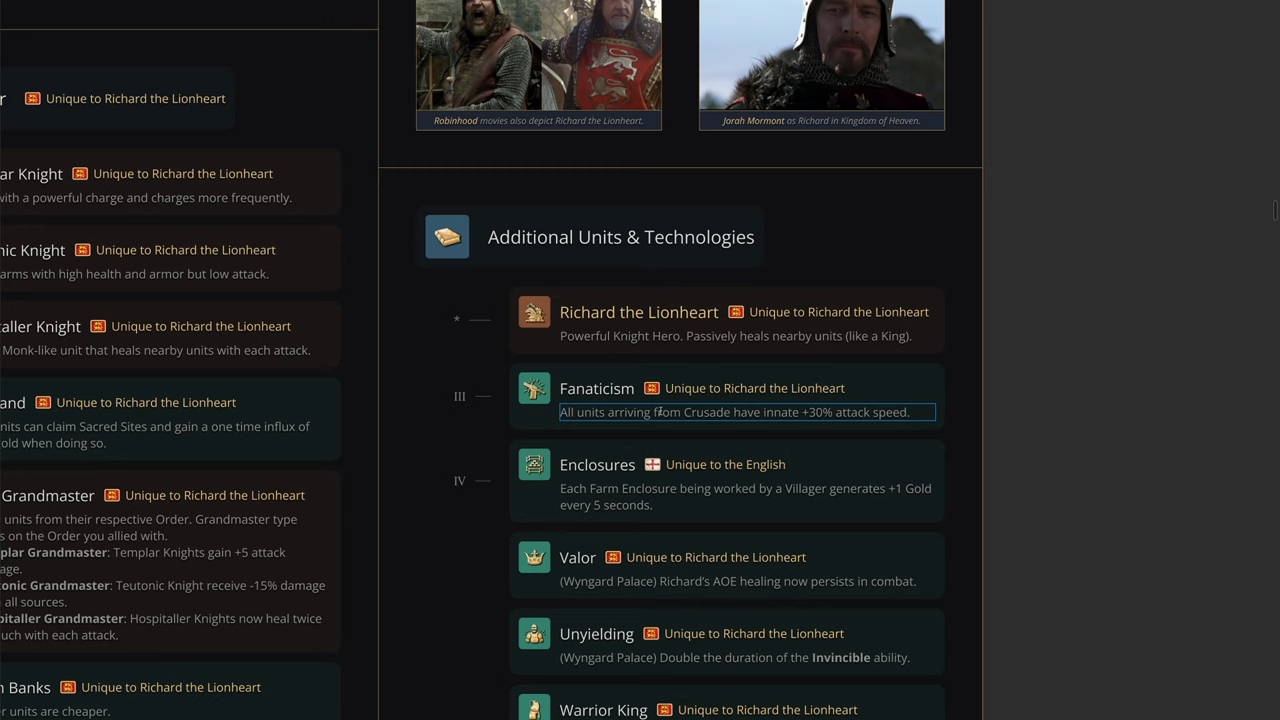 r Unique to Richard the Lionheart
ar Knight Unique to Richard the Lionheart
with a powerful charge and charges more frequently.
nic Knight Unique to Richard the Lionheart
arms with high health and armor but low attack.
taller Knight Unique to Richard the Lionheart
Monk-like unit that heals nearby units with each attack.
and Unique to Richard the Lionheart
nits can claim Sacred Sites and gain a one time influx of
old when doing so.
Grandmaster Unique to Richard the Lionheart
units from their respective Order. Grandmaster type
s on the Order you allied with.
plar Grandmaster: Templar Knights gain +5 attack
age.
onic Grandmaster: Teutonic Knight receive -15% damage
all sources.
pitaller Grandmaster: Hospitaller Knights now heal twice
uch with each attack.
n Banks Unique to Richard the Lionheart
r units are cheaper.
Robinhood movies also depict Richard the Lionheart.
Jorah Mormont as Richard in Kingdom of Heaven.
Additional Units & Technologies
*
Richard the Lionheart Unique to Richard the Lionheart
Powerful Knight Hero. Passively heals nearby units (like a King).
III
Fanaticism Unique to Richard the Lionheart
All units arriving from Crusade have innate +30% attack speed.
IV
Enclosures Unique to the English
Each Farm Enclosure being worked by a Villager generates +1 Gold
every 5 seconds.
Valor Unique to Richard the Lionheart
(Wyngard Palace) Richard's AOE healing now persists in combat.
Unyielding Unique to Richard the Lionheart
(Wyngard Palace) Double the duration of the Invincible ability.
Warrior King Unique to Richard the Lionheart